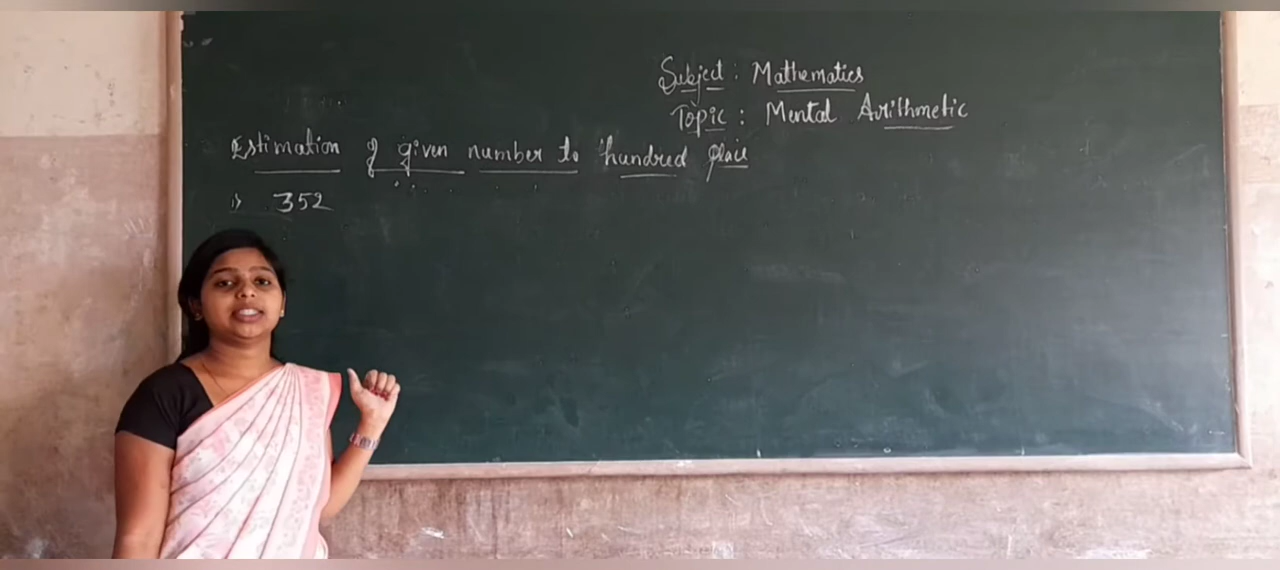 Subject : Mathematics
Topic : Mental Arithmetic
Estimation of given number to hundred place
1) 352